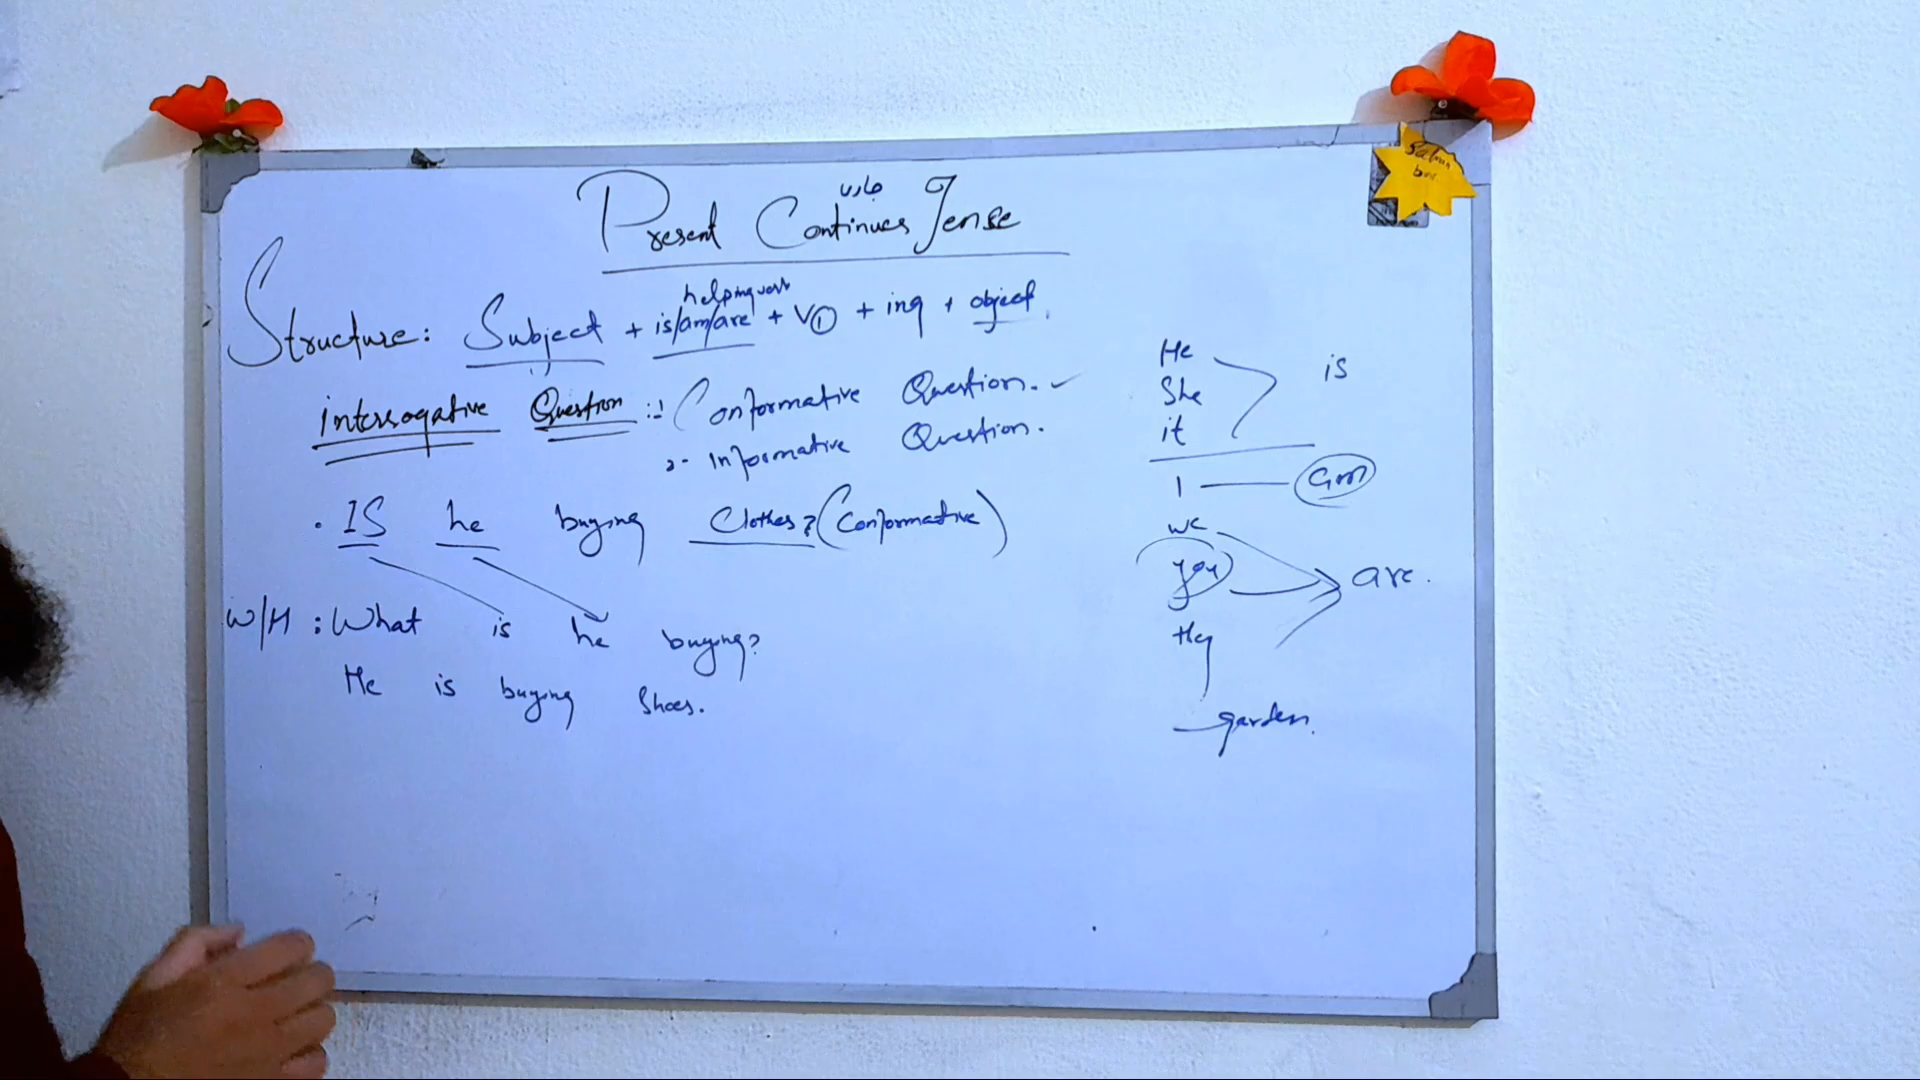 جاری
Present Continues Tense
helping verb
Structure: Subject + is/am/are + V① + ing + object.
interrogative Question :- 1 Conformative Question. ✓
2- informative Question.
• IS he buying Clothes? (Conformative)
W/H : What is he buying?
He is buying Shoes.
He
She
it
is
I
am
we
you
they
are.
garden.